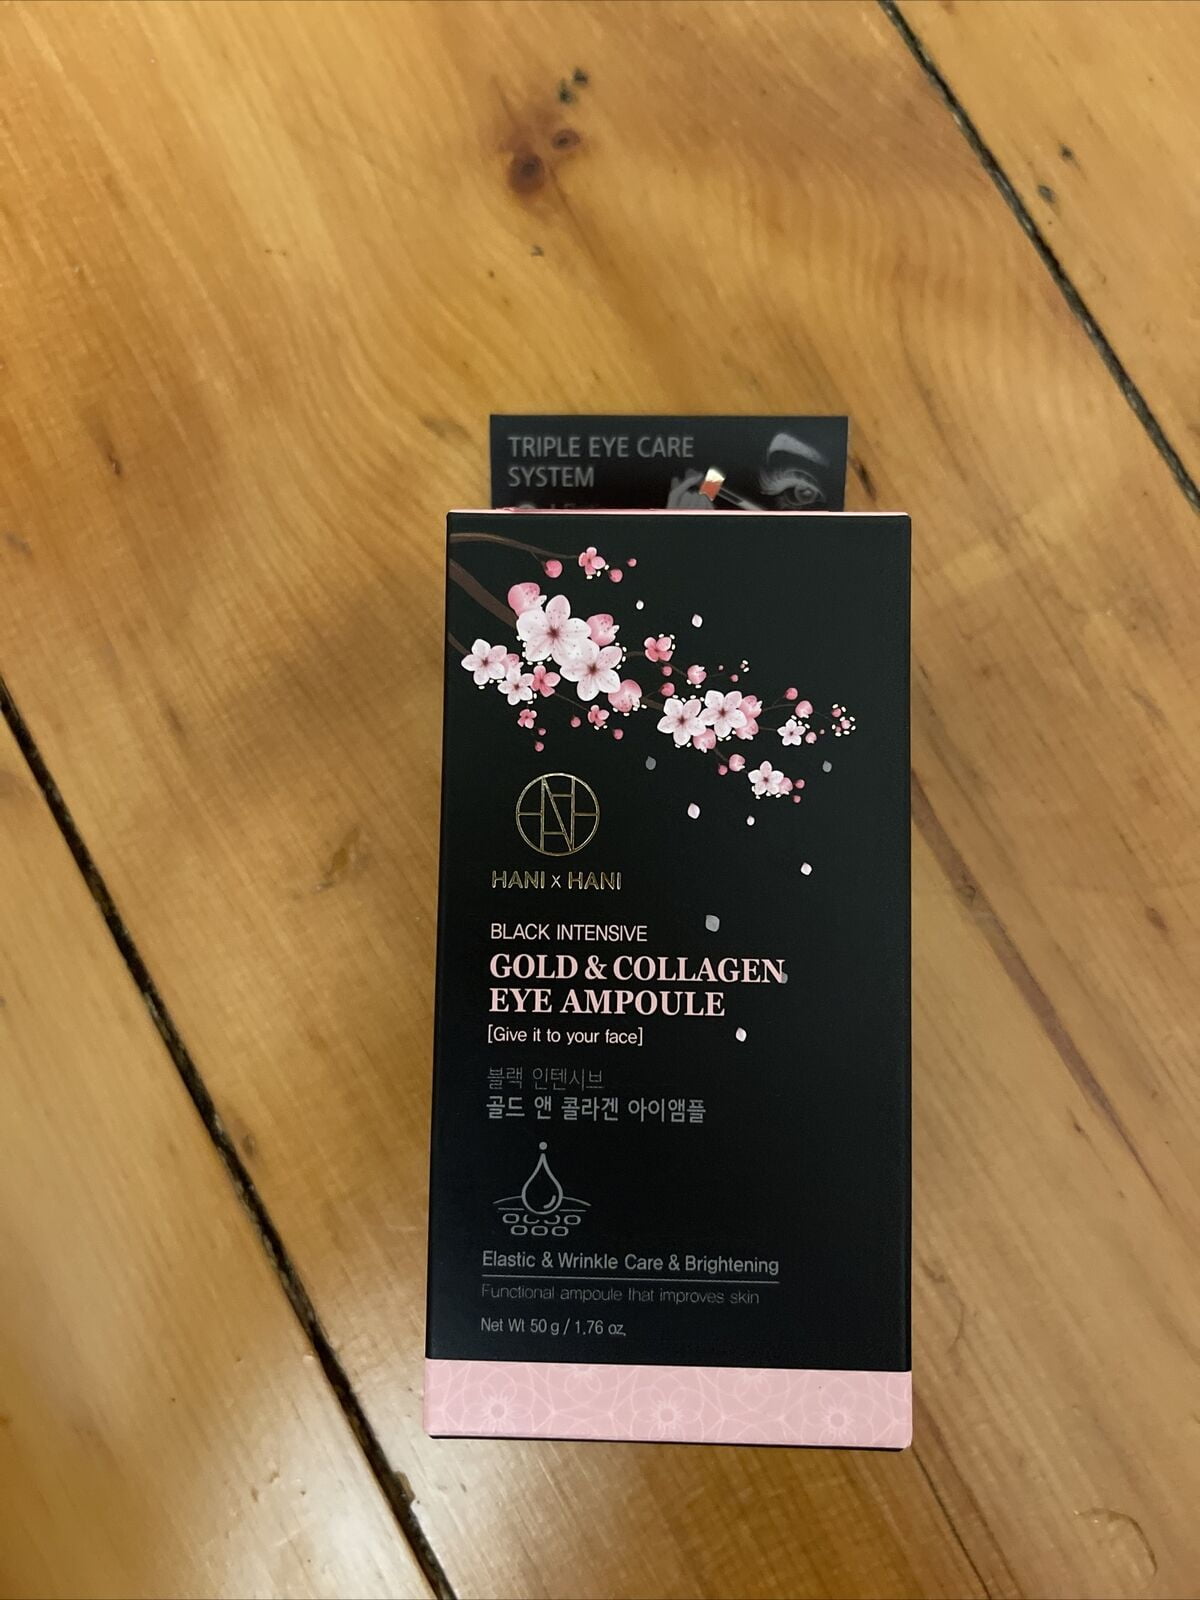 TRIPLE EYE CARE
SYSTEM
HANI x HANI
BLACK INTENSIVE
GOLD & COLLAGEN
EYE AMPOULE
[Give it to your face]
블랙 인텐시브
골드 앤 콜라겐 아이앰플
Elastic & Wrinkle Care & Brightening
Functional ampoule that improves skin
Net Wt 50 g / 1.76 oz.